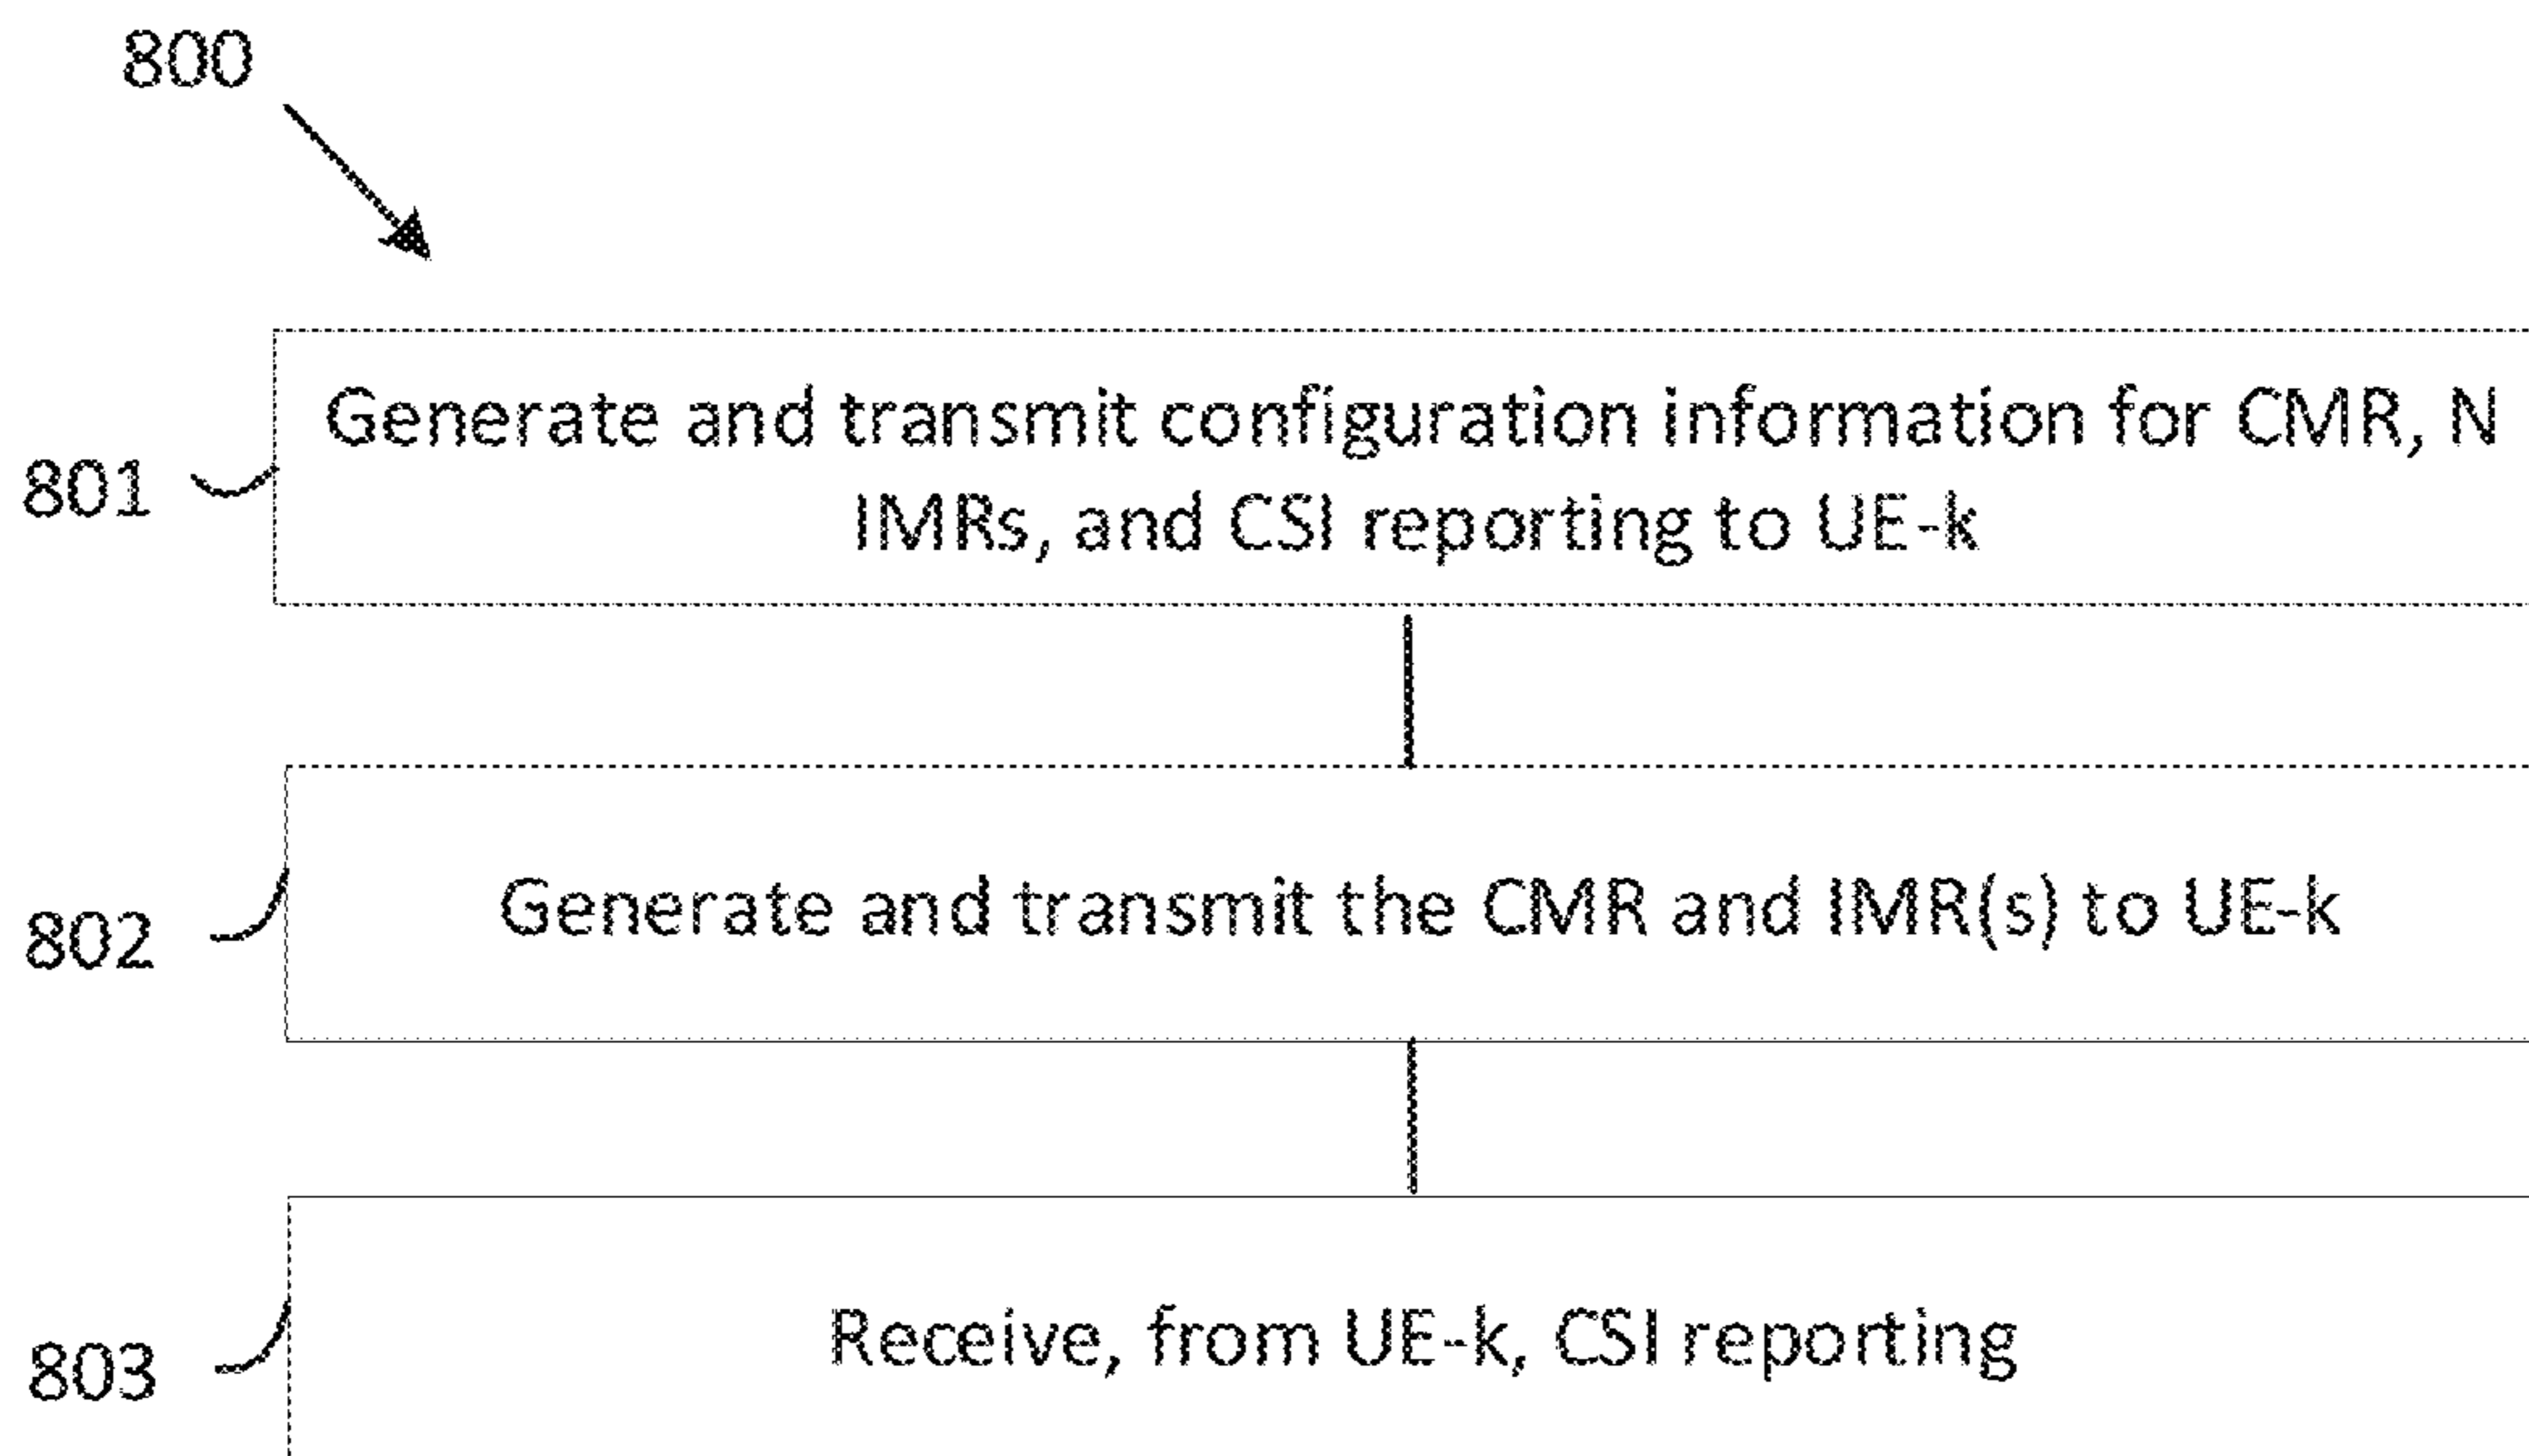 800
801
Generate and transmit configuration information for CMR, N
IMRs, and CSI reporting to UE-k
802
Generate and transmit the CMR and IMR(s) to UE-k
803
Receive, from UE-k, CSI reporting